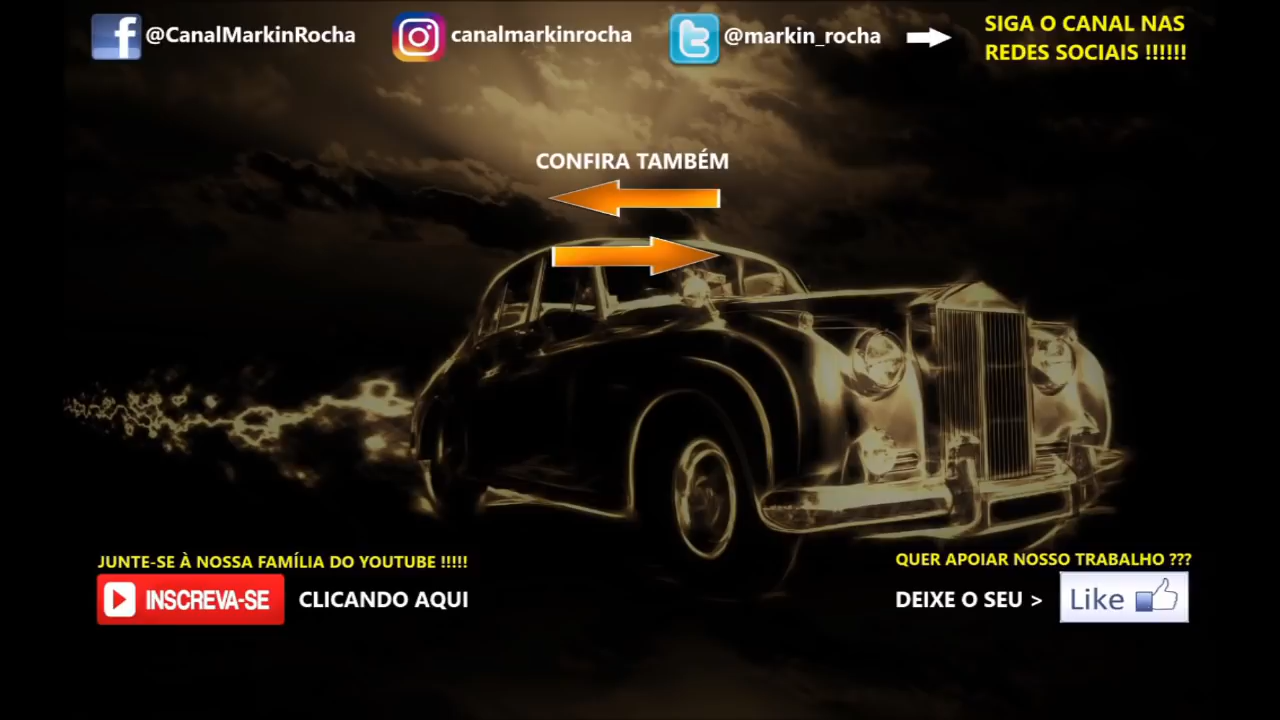 @CanalMarkinRocha
canalmarkinrocha
@markin_rocha
SIGA O CANAL NAS
REDES SOCIAIS !!!!!!
CONFIRA TAMBÉM
JUNTE-SE À NOSSA FAMÍLIA DO YOUTUBE !!!!!
INSCREVA-SE
CLICANDO AQUI
QUER APOIAR NOSSO TRABALHO ???
DEIXE O SEU >
Like